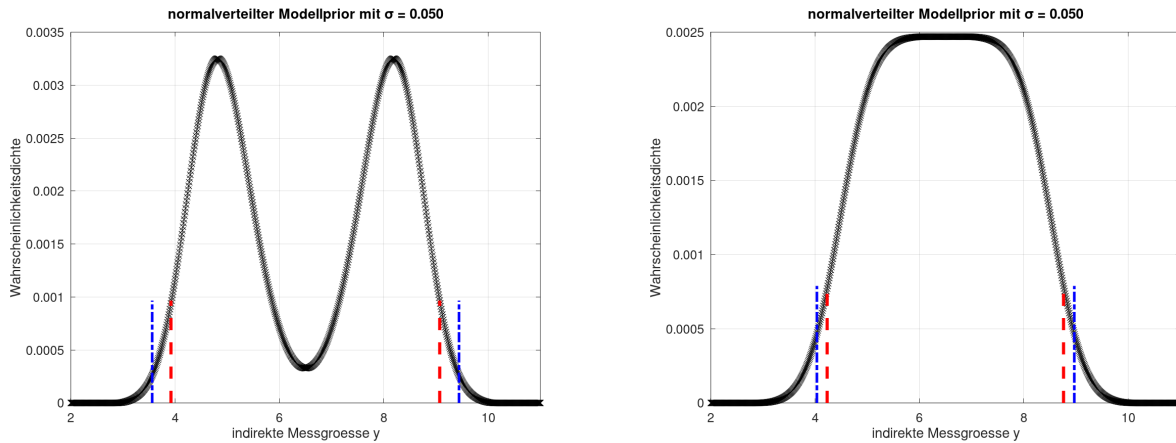 normalverteilter Modellprior mit σ = 0.050
0.0035
0.003
0.0025
0.002
0.0015
0.001
0.0005
0
Wahrscheinlichkeitsdichte
2 4 6 8 10
indirekte Messgroesse y
normalverteilter Modellprior mit σ = 0.050
0.0025
0.002
0.0015
0.001
0.0005
0
Wahrscheinlichkeitsdichte
2 4 6 8 10
indirekte Messgroesse y